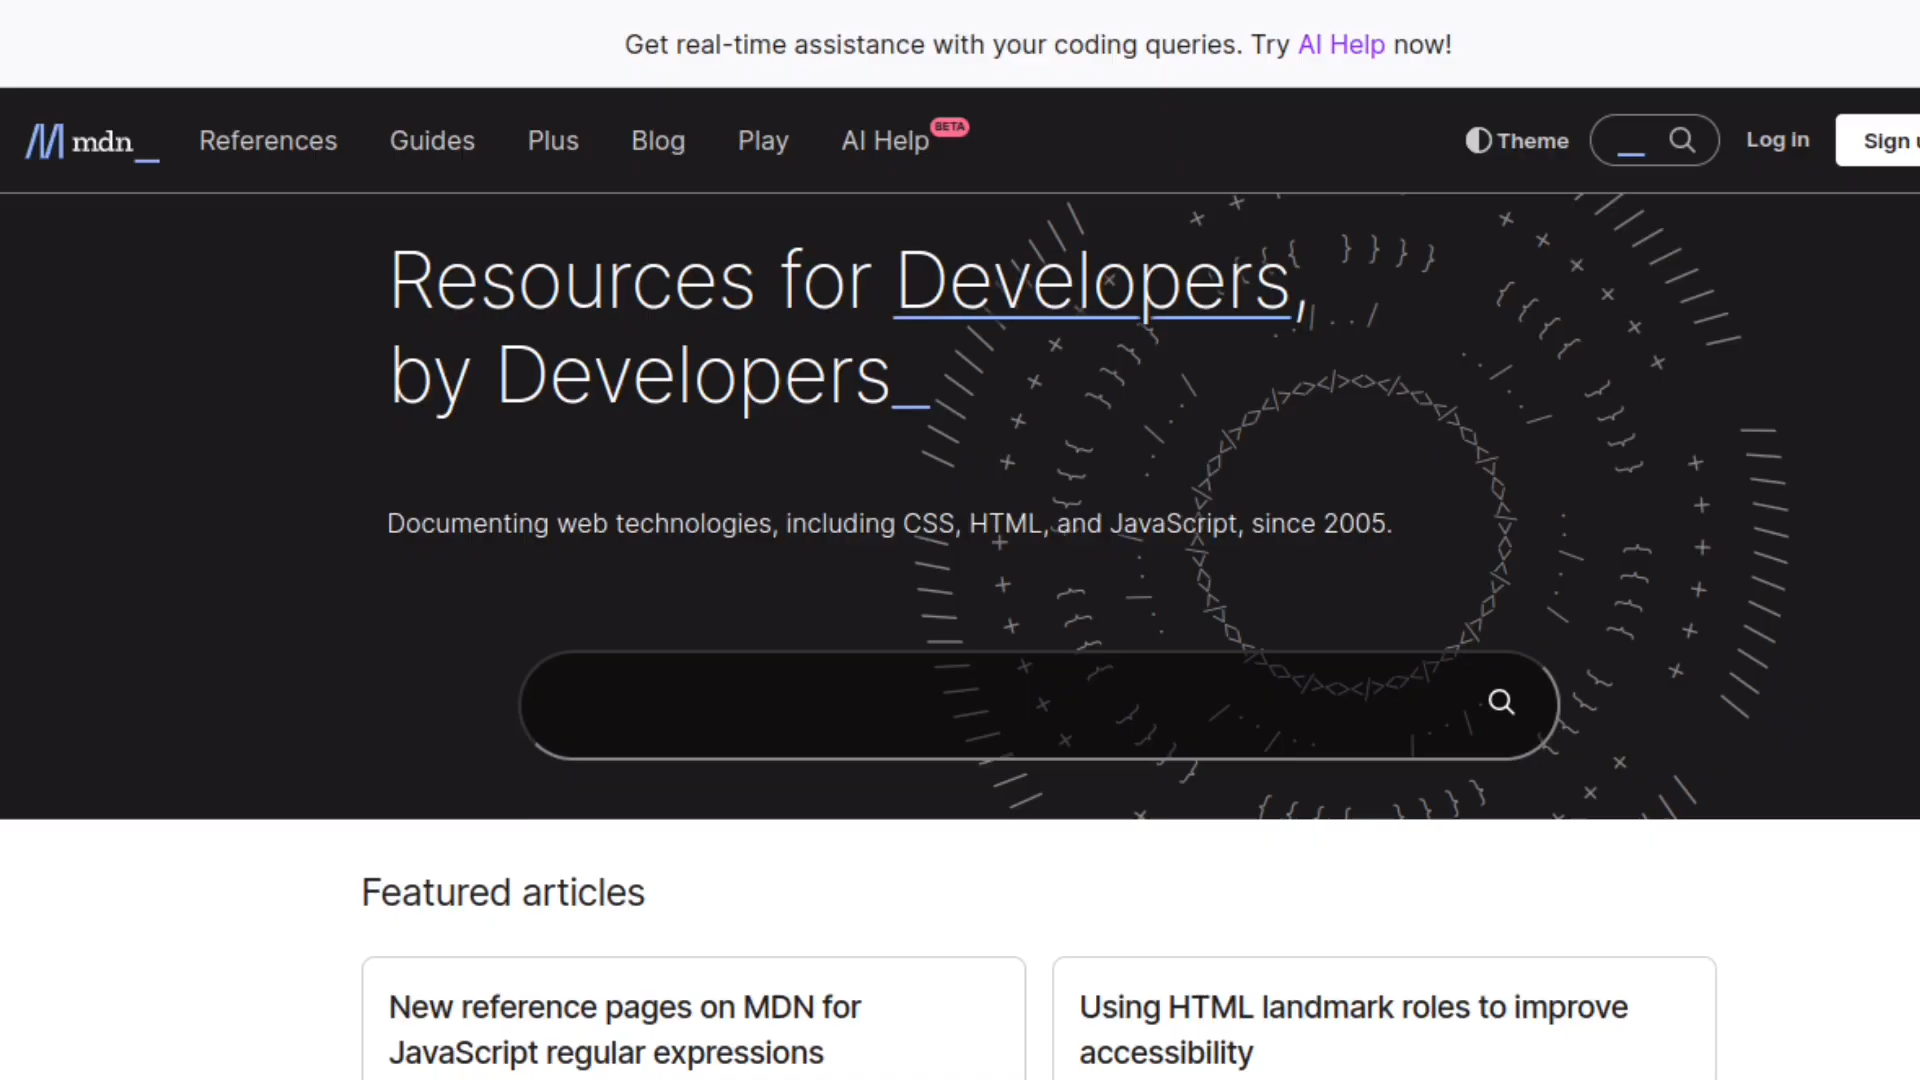 Get real-time assistance with your coding queries. Try AI Help now!
mdn_ References Guides Plus Blog Play AI Help BETA Theme _ Log in Sign
Resources for Developers,
by Developers_
Documenting web technologies, including CSS, HTML, and JavaScript, since 2005.
Featured articles
New reference pages on MDN for
JavaScript regular expressions
Using HTML landmark roles to improve
accessibility